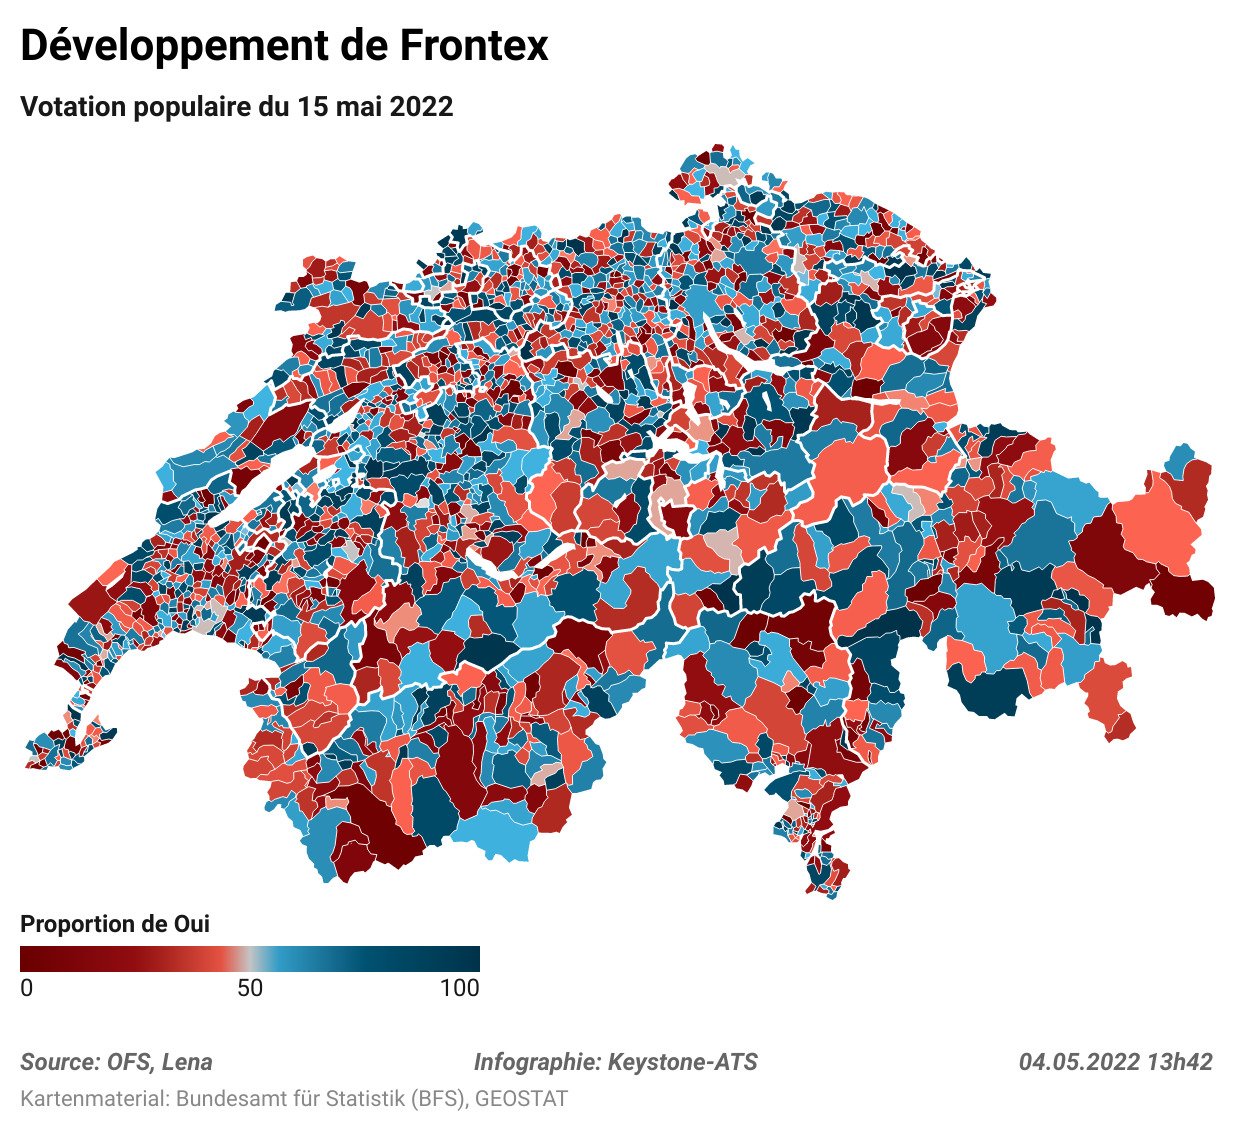 Développement de Frontex
Votation populaire du 15 mai 2022
Proportion de Oui
0 50 100
Source: OFS, Lena Infographie: Keystone-ATS 04.05.2022 13h42
Kartenmaterial: Bundesamt für Statistik (BFS), GEOSTAT